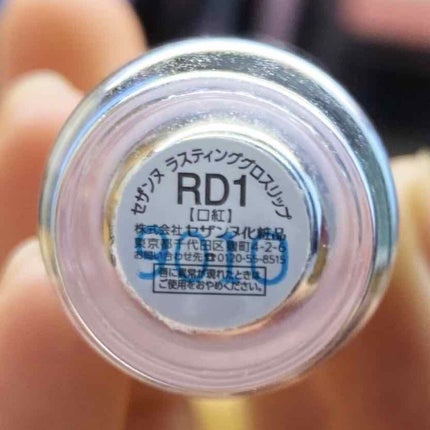 セザンヌ ラスティンググロスリップ
RD1
【口紅】
株式会社 セザンヌ化粧品
東京都千代田区麹町4-2-6
お問い合わせ先☎0120-55-8515
唇に異常が現れたときは、
ご使用をおやめください。